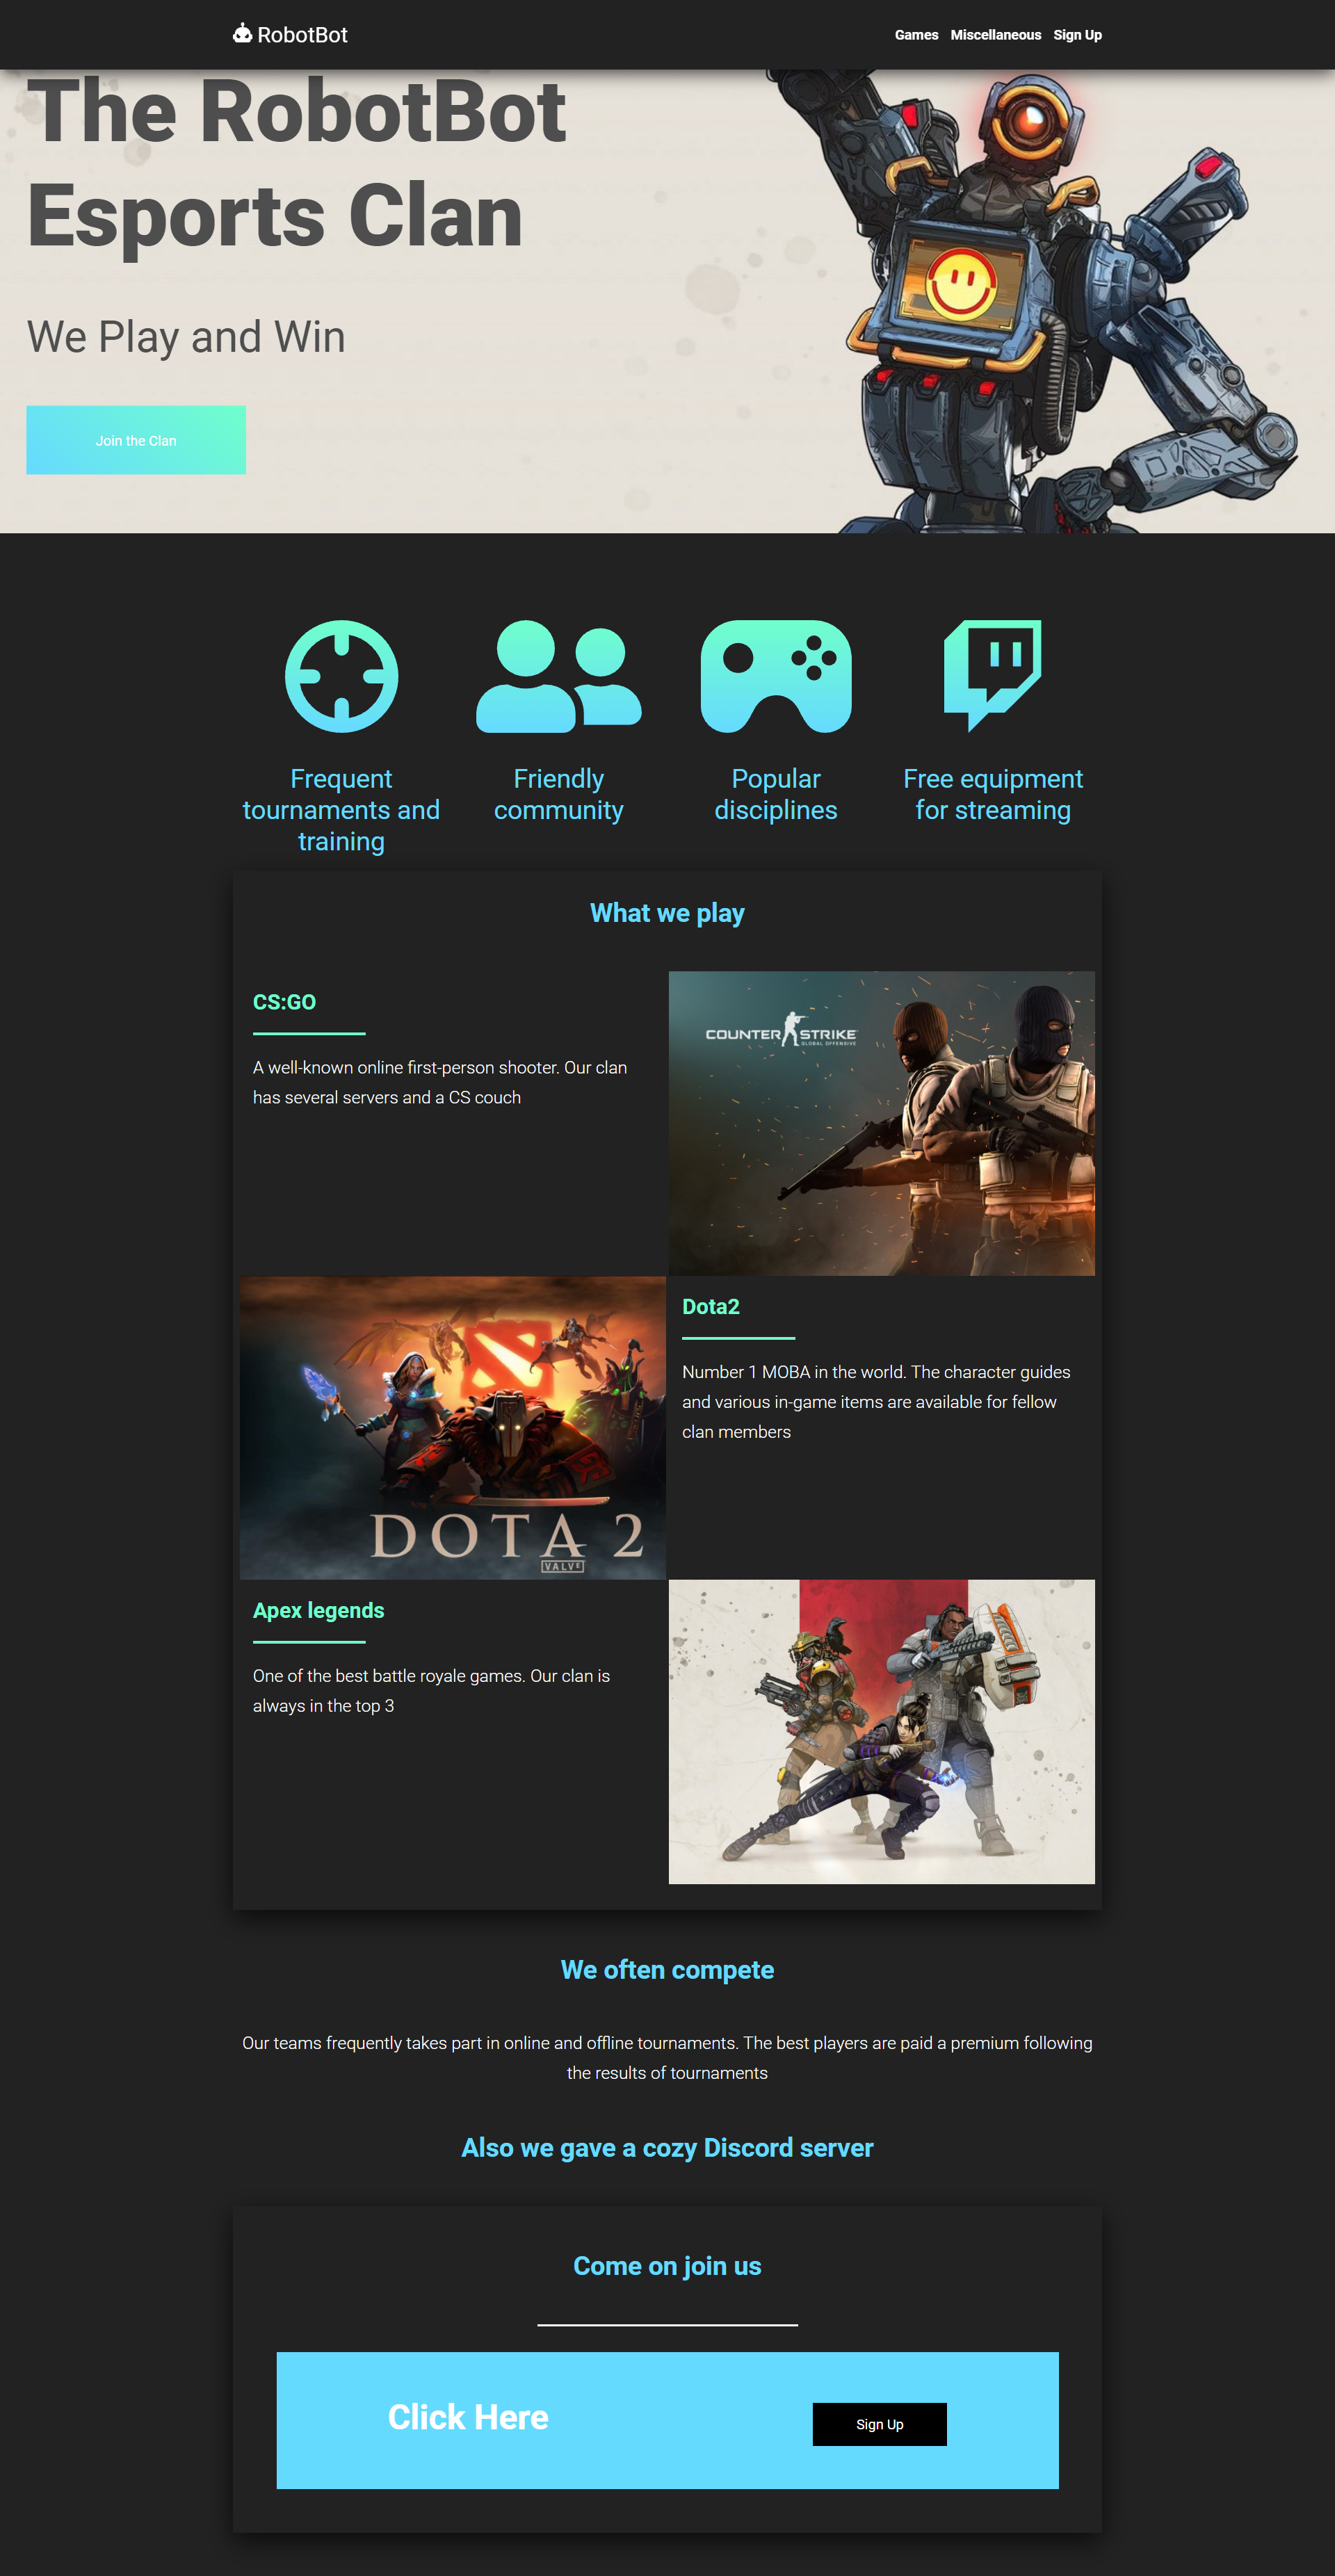 RobotBot
Games Miscellaneous Sign Up
The RobotBot
Esports Clan
We Play and Win
Join the Clan
Frequent
tournaments and
training
Friendly
community
Popular
disciplines
Free equipment
for streaming
What we play
CS:GO
A well-known online first-person shooter. Our clan
has several servers and a CS couch
COUNTER STRIKE
GLOBAL OFFENSIVE
DOTA 2
VALVE
Dota2
Number 1 MOBA in the world. The character guides
and various in-game items are available for fellow
clan members
Apex legends
One of the best battle royale games. Our clan is
always in the top 3
We often compete
Our teams frequently takes part in online and offline tournaments. The best players are paid a premium following
the results of tournaments
Also we gave a cozy Discord server
Come on join us
Click Here
Sign Up